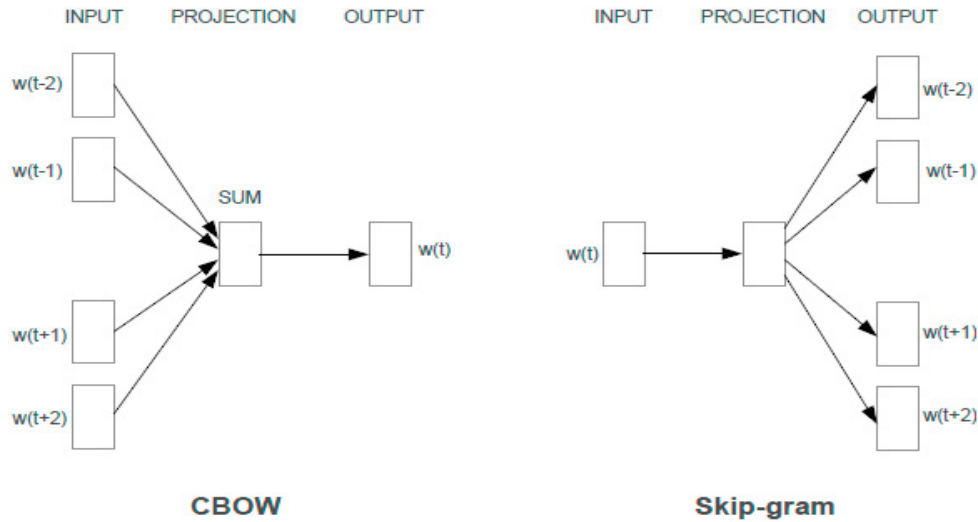 INPUT PROJECTION OUTPUT
w(t-2)
w(t-1)
SUM
w(t)
w(t+1)
w(t+2)
CBOW
INPUT PROJECTION OUTPUT
w(t-2)
w(t-1)
w(t)
w(t+1)
w(t+2)
Skip-gram